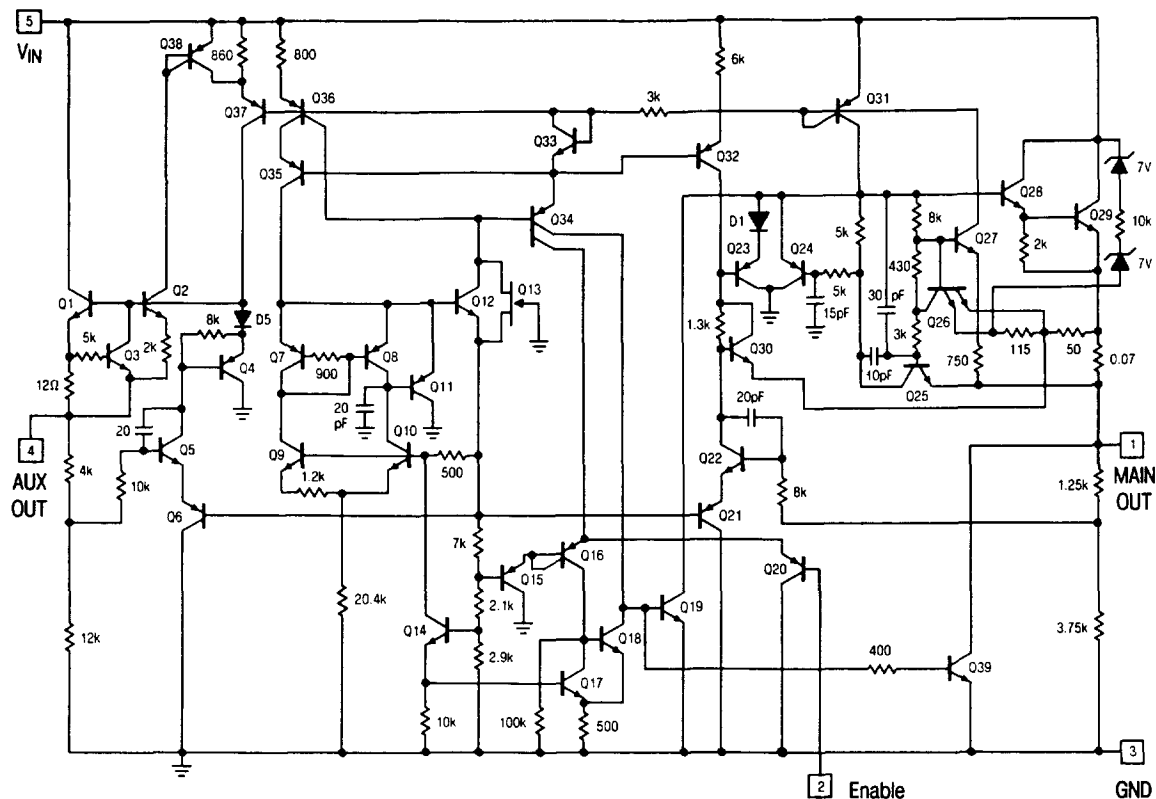 5
VIN
Q38
860
800
Q37
Q36
Q35
Q33
3k
6k
Q32
Q31
Q34
Q28
Q29
7V
10k
7V
2k
8k
Q27
430
Q26
3k
30 pF
5k
D1
Q23
Q24
5k
15pF
10pF
Q25
750
115
50
0.07
Q1
Q2
8k
D5
5k
Q3
2k
Q4
12Ω
4
AUX
OUT
20
Q5
4k
10k
Q6
12k
Q7
900
Q8
Q11
20
pF
Q10
Q9
1.2k
500
Q12
Q13
1.3k
Q30
20pF
Q22
8k
Q21
1
MAIN
OUT
1.25k
7k
Q15
Q16
Q20
2.1k
20.4k
Q14
2.9k
Q18
Q19
Q17
10k
100k
500
400
Q39
3.75k
3
GND
2
Enable